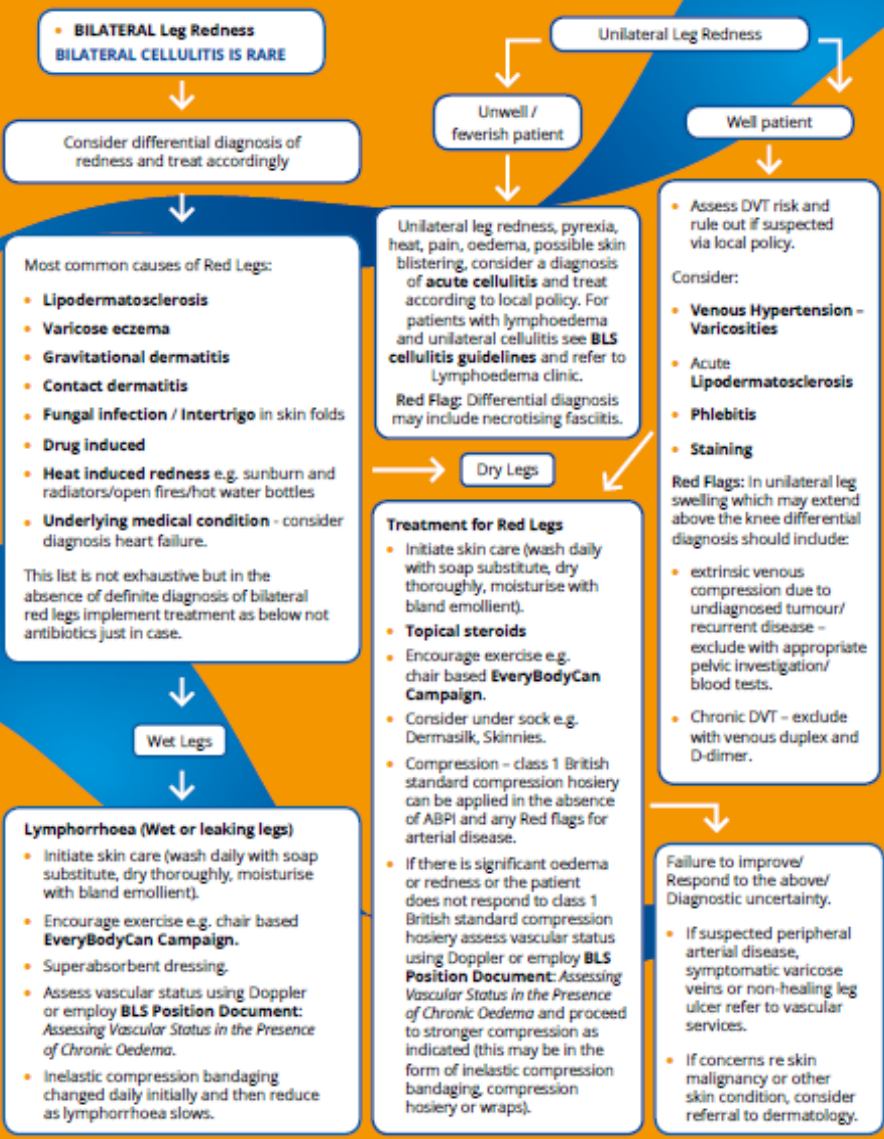 • BILATERAL Leg Redness
BILATERAL CELLULITIS IS RARE
Consider differential diagnosis of
redness and treat accordingly
Most common causes of Red Legs:
• Lipodermatosclerosis
• Varicose eczema
• Gravitational dermatitis
• Contact dermatitis
• Fungal infection / Intertrigo in skin folds
• Drug induced
• Heat induced redness e.g. sunburn and
radiators/open fires/hot water bottles
• Underlying medical condition - consider
diagnosis heart failure.
This list is not exhaustive but in the
absence of definite diagnosis of bilateral
red legs implement treatment as below not
antibiotics just in case.
Wet Legs
Lymphorrhoea (Wet or leaking legs)
• Initiate skin care (wash daily with soap
substitute, dry thoroughly, moisturise
with bland emollient).
• Encourage exercise e.g. chair based
EveryBodyCan Campaign.
• Superabsorbent dressing.
• Assess vascular status using Doppler
or employ BLS Position Document:
Assessing Vascular Status in the Presence
of Chronic Oedema.
• Inelastic compression bandaging
changed daily initially and then reduce
as lymphorrhoea slows.
Unilateral Leg Redness
Unwell /
feverish patient
Unilateral leg redness, pyrexia,
heat, pain, oedema, possible skin
blistering, consider a diagnosis
of acute cellulitis and treat
according to local policy. For
patients with lymphoedema
and unilateral cellulitis see BLS
cellulitis guidelines and refer to
Lymphoedema clinic.
Red Flag: Differential diagnosis
may include necrotising fasciitis.
Dry Legs
Treatment for Red Legs
• Initiate skin care (wash daily
with soap substitute, dry
thoroughly, moisturise with
bland emollient).
• Topical steroids
• Encourage exercise e.g.
chair based EveryBodyCan
Campaign.
• Consider under sock e.g.
Dermasilk, Skinnies.
• Compression – class 1 British
standard compression hosiery
can be applied in the absence
of ABPI and any Red flags for
arterial disease.
• If there is significant oedema
or redness or the patient
does not respond to class 1
British standard compression
hosiery assess vascular status
using Doppler or employ BLS
Position Document: Assessing
Vascular Status in the Presence
of Chronic Oedema and proceed
to stronger compression as
indicated (this may be in the
form of inelastic compression
bandaging, compression
hosiery or wraps).
Well patient
• Assess DVT risk and
rule out if suspected
via local policy.
Consider:
• Venous Hypertension –
Varicosities
• Acute
Lipodermatosclerosis
• Phlebitis
• Staining
Red Flags: In unilateral leg
swelling which may extend
above the knee differential
diagnosis should include:
• extrinsic venous
compression due to
undiagnosed tumour/
recurrent disease –
exclude with appropriate
pelvic investigation/
blood tests.
• Chronic DVT – exclude
with venous duplex and
D-dimer.
Failure to improve/
Respond to the above/
Diagnostic uncertainty.
• If suspected peripheral
arterial disease,
symptomatic varicose
veins or non-healing leg
ulcer refer to vascular
services.
• If concerns re skin
malignancy or other
skin condition, consider
referral to dermatology.